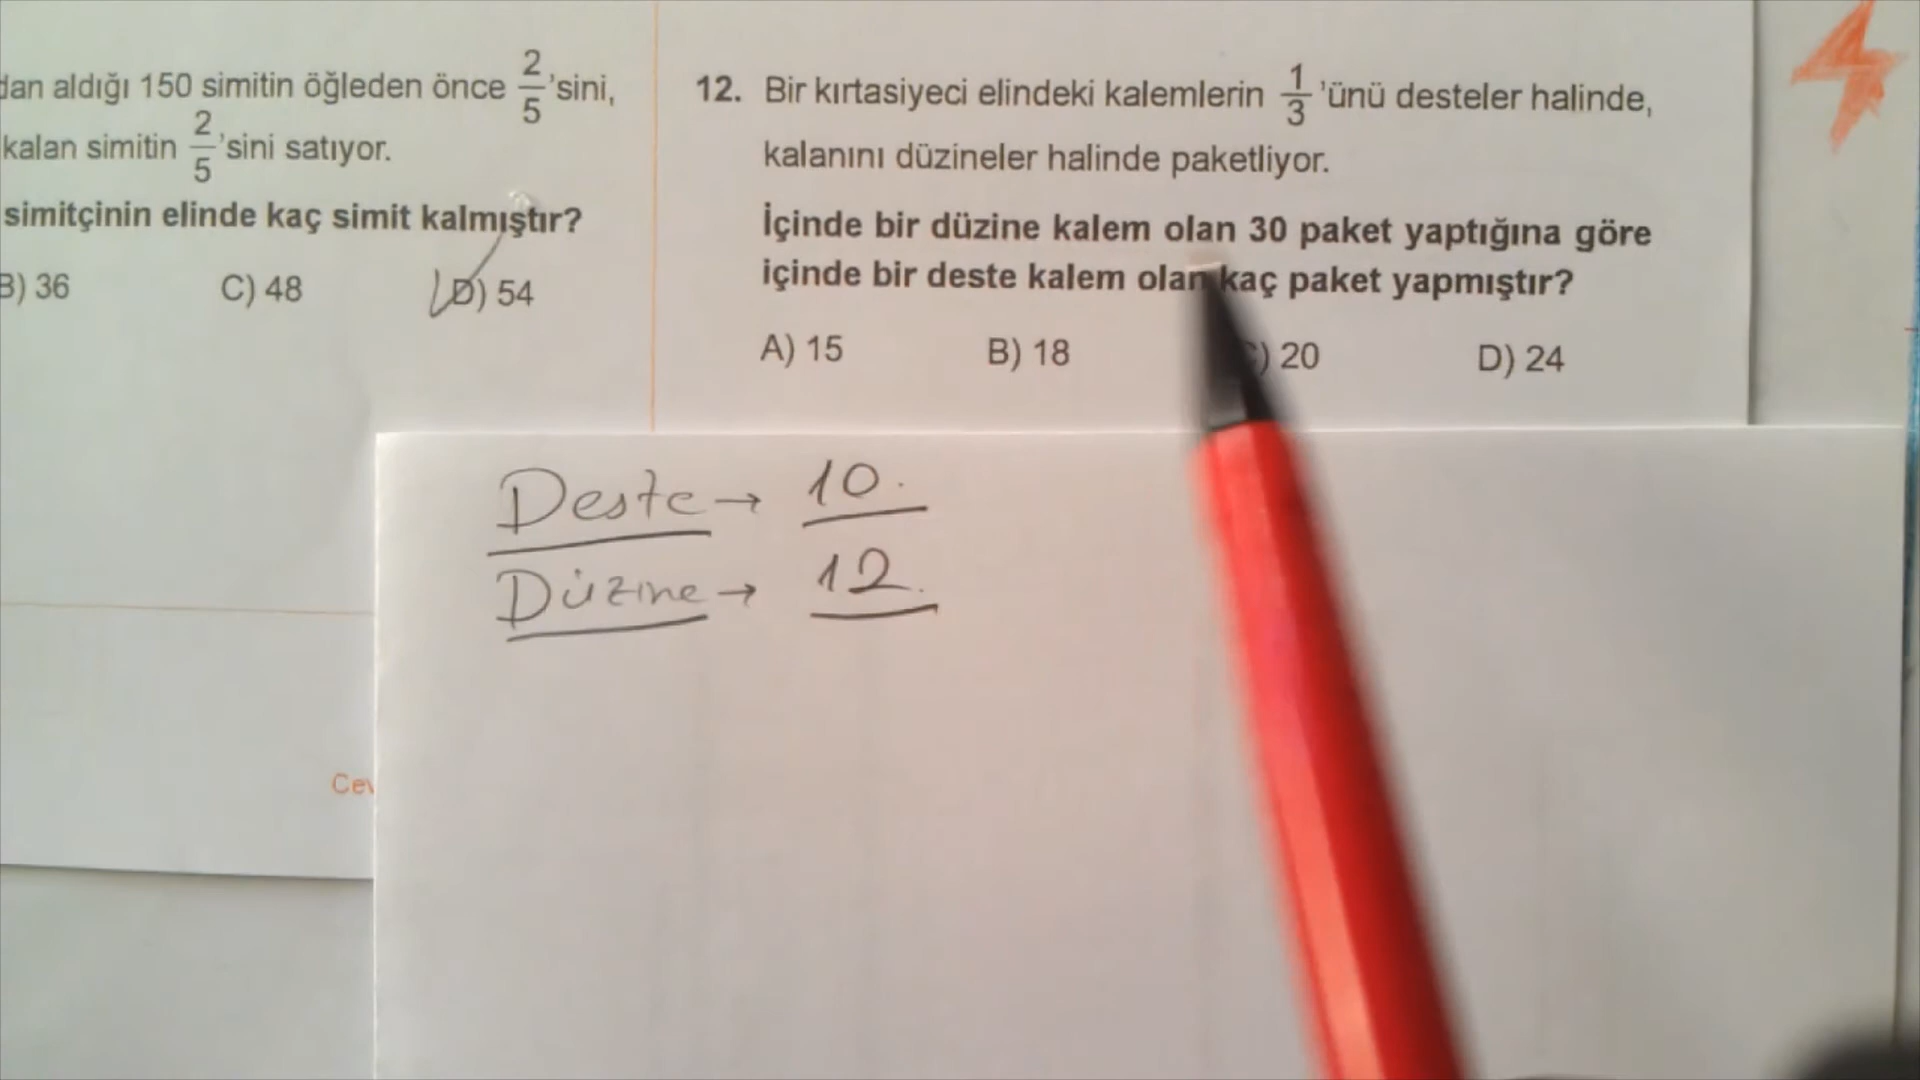 aldığı 150 simitin öğleden önce 2/5'sini,
kalan simitin 2/5'sini satıyor.
simitçinin elinde kaç simit kalmıştır?
B) 36 C) 48 D) 54
12. Bir kırtasiyeci elindeki kalemlerin 1/3'ünü desteler halinde,
kalanını düzineler halinde paketliyor.
İçinde bir düzine kalem olan 30 paket yaptığına göre
içinde bir deste kalem olan kaç paket yapmıştır?
A) 15 B) 18 C) 20 D) 24
Deste → 10.
Düzine → 12.